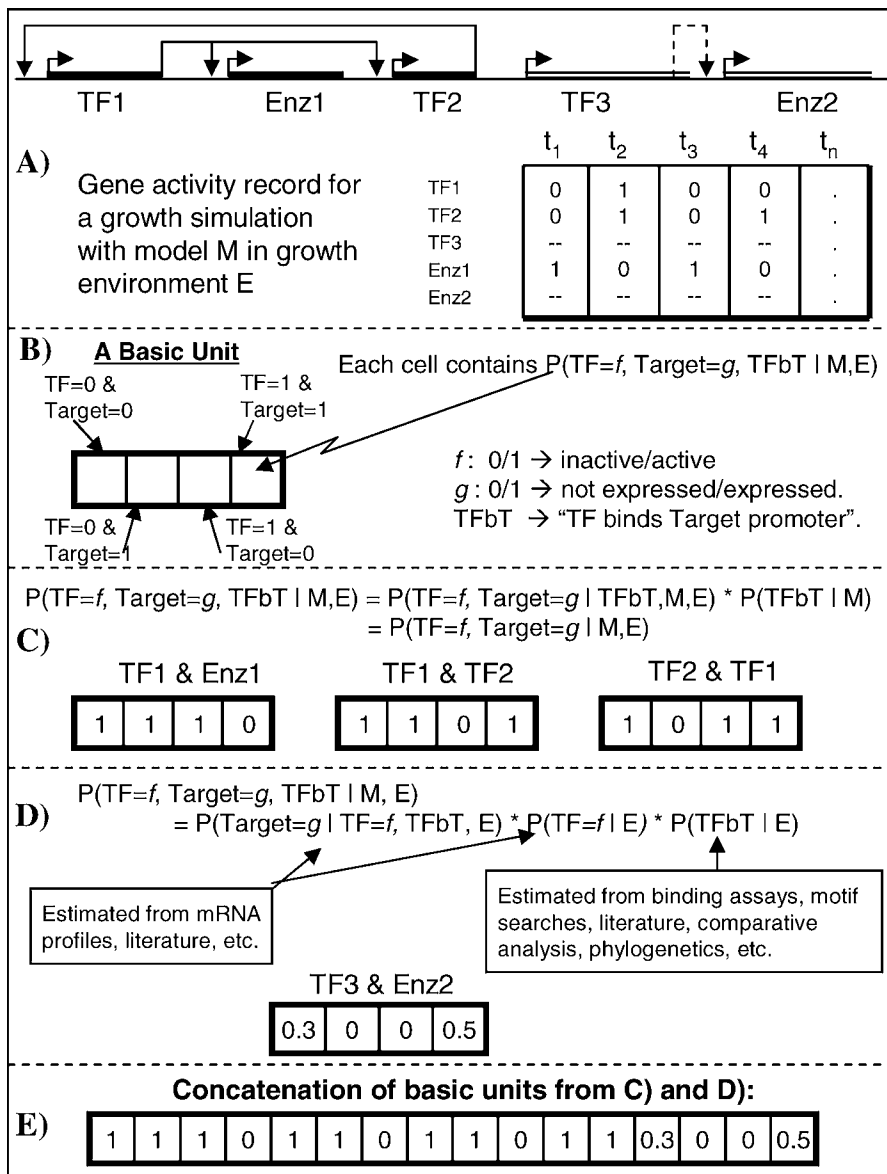 TF1 Enz1 TF2 TF3 Enz2
A)
Gene activity record for
a growth simulation
with model M in growth
environment E
t1 t2 t3 t4 tn
TF1 0 1 0 0 .
TF2 0 1 0 1 .
TF3 -- -- -- -- .
Enz1 1 0 1 0 .
Enz2 -- -- -- -- .
B)
A Basic Unit
Each cell contains P(TF=f, Target=g, TFbT | M,E)
TF=0 &
Target=0
TF=1 &
Target=1
TF=0 &
Target=1
TF=1 &
Target=0
f : 0/1 → inactive/active
g : 0/1 → not expressed/expressed.
TFbT → “TF binds Target promoter”.
P(TF=f, Target=g, TFbT | M,E) = P(TF=f, Target=g | TFbT,M,E) * P(TFbT | M)
= P(TF=f, Target=g | M,E)
C)
TF1 & Enz1
1 1 1 0
TF1 & TF2
1 1 0 1
TF2 & TF1
1 0 1 1
D)
P(TF=f, Target=g, TFbT | M, E)
= P(Target=g | TF=f, TFbT, E) * P(TF=f | E) * P(TFbT | E)
Estimated from mRNA
profiles, literature, etc.
Estimated from binding assays, motif
searches, literature, comparative
analysis, phylogenetics, etc.
TF3 & Enz2
0.3 0 0 0.5
Concatenation of basic units from C) and D):
E)
1 1 1 0 1 1 0 1 1 0 1 1 0.3 0 0 0.5